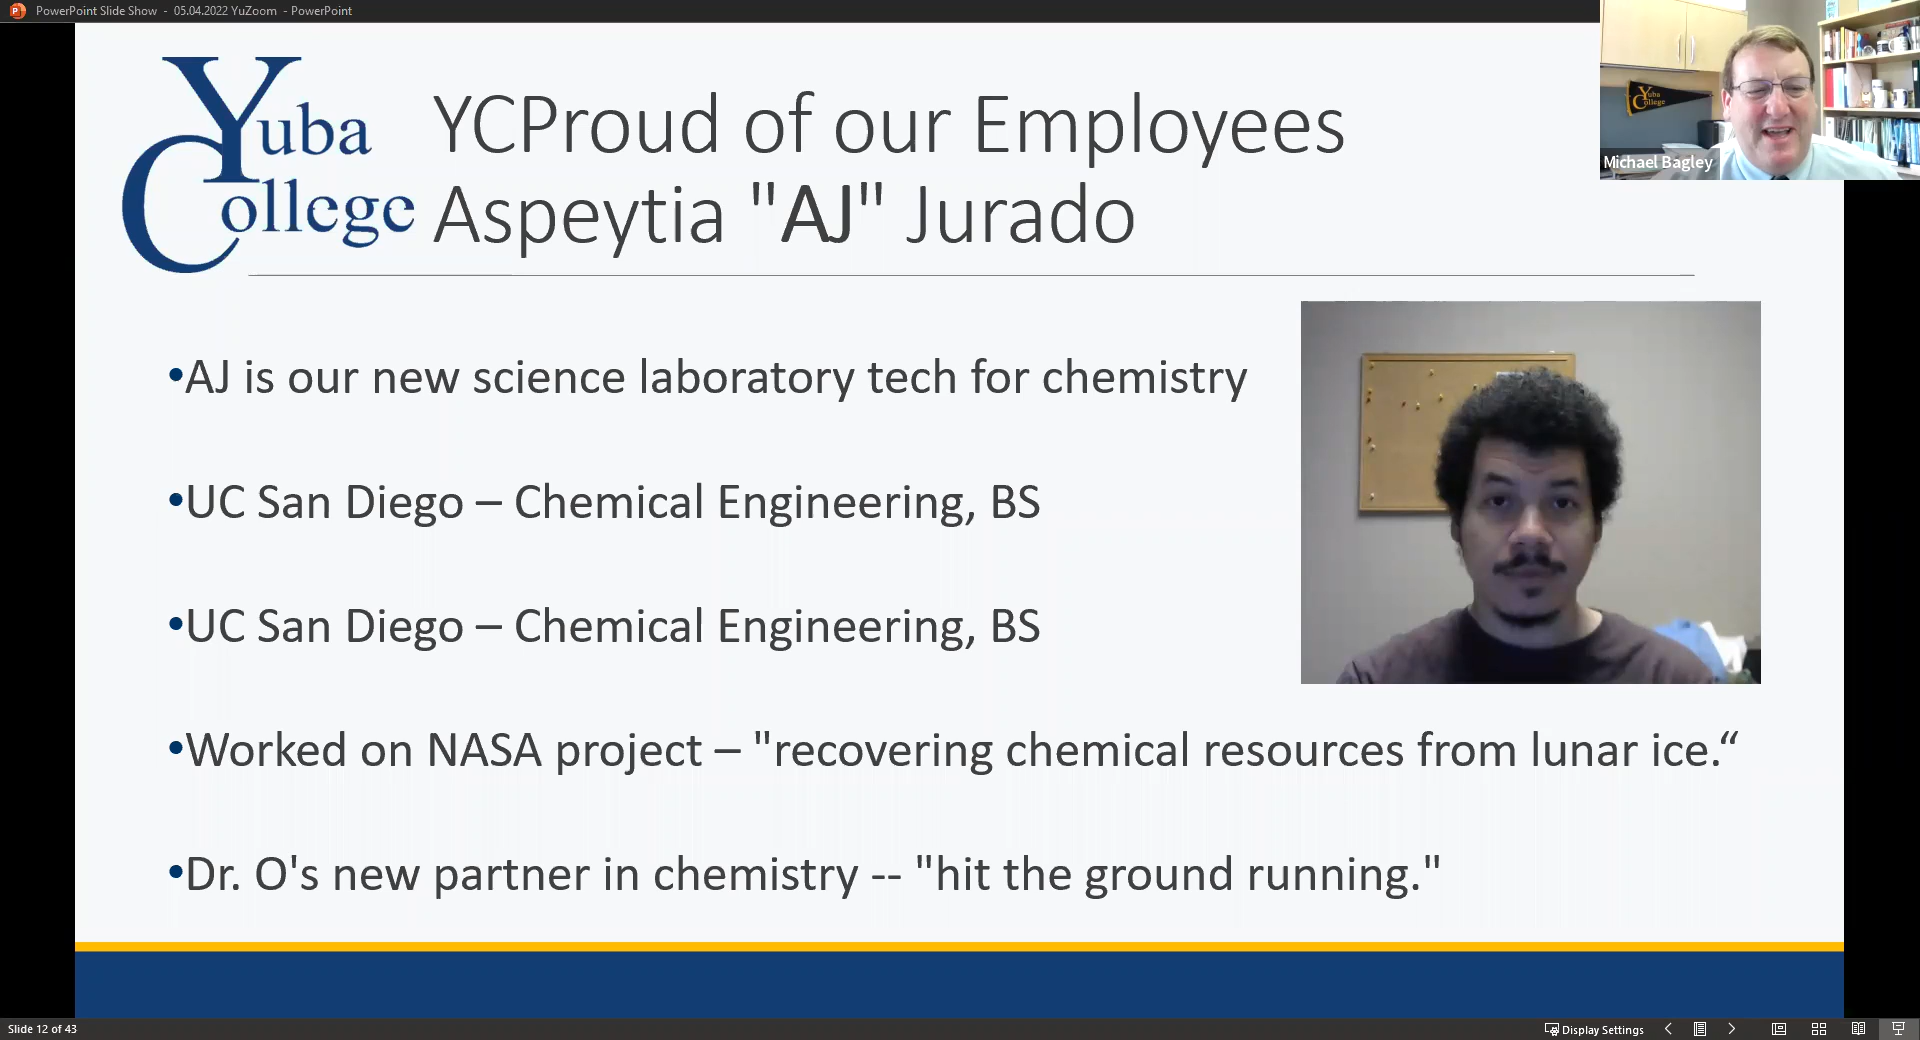 PowerPoint Slide Show - 05.04.2022 YuZoom - PowerPoint
Yuba
College
YCProud of our Employees
Aspeytia "AJ" Jurado
Yuba
College
Michael Bagley
•AJ is our new science laboratory tech for chemistry
•UC San Diego – Chemical Engineering, BS
•UC San Diego – Chemical Engineering, BS
•Worked on NASA project – "recovering chemical resources from lunar ice.“
•Dr. O's new partner in chemistry -- "hit the ground running."
Slide 12 of 43
Display Settings